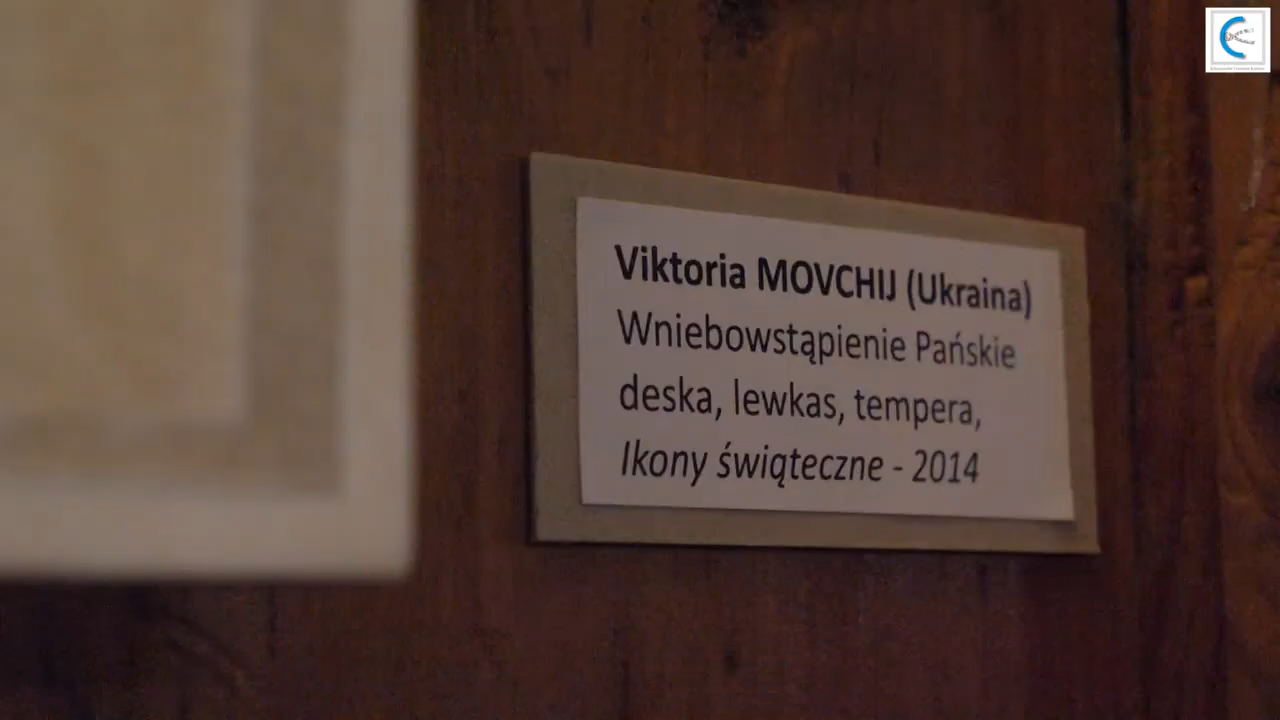 Viktoria MOVCHIJ (Ukraina)
Wniebowstąpienie Pańskie
deska, lewkas, tempera,
Ikony świąteczne - 2014